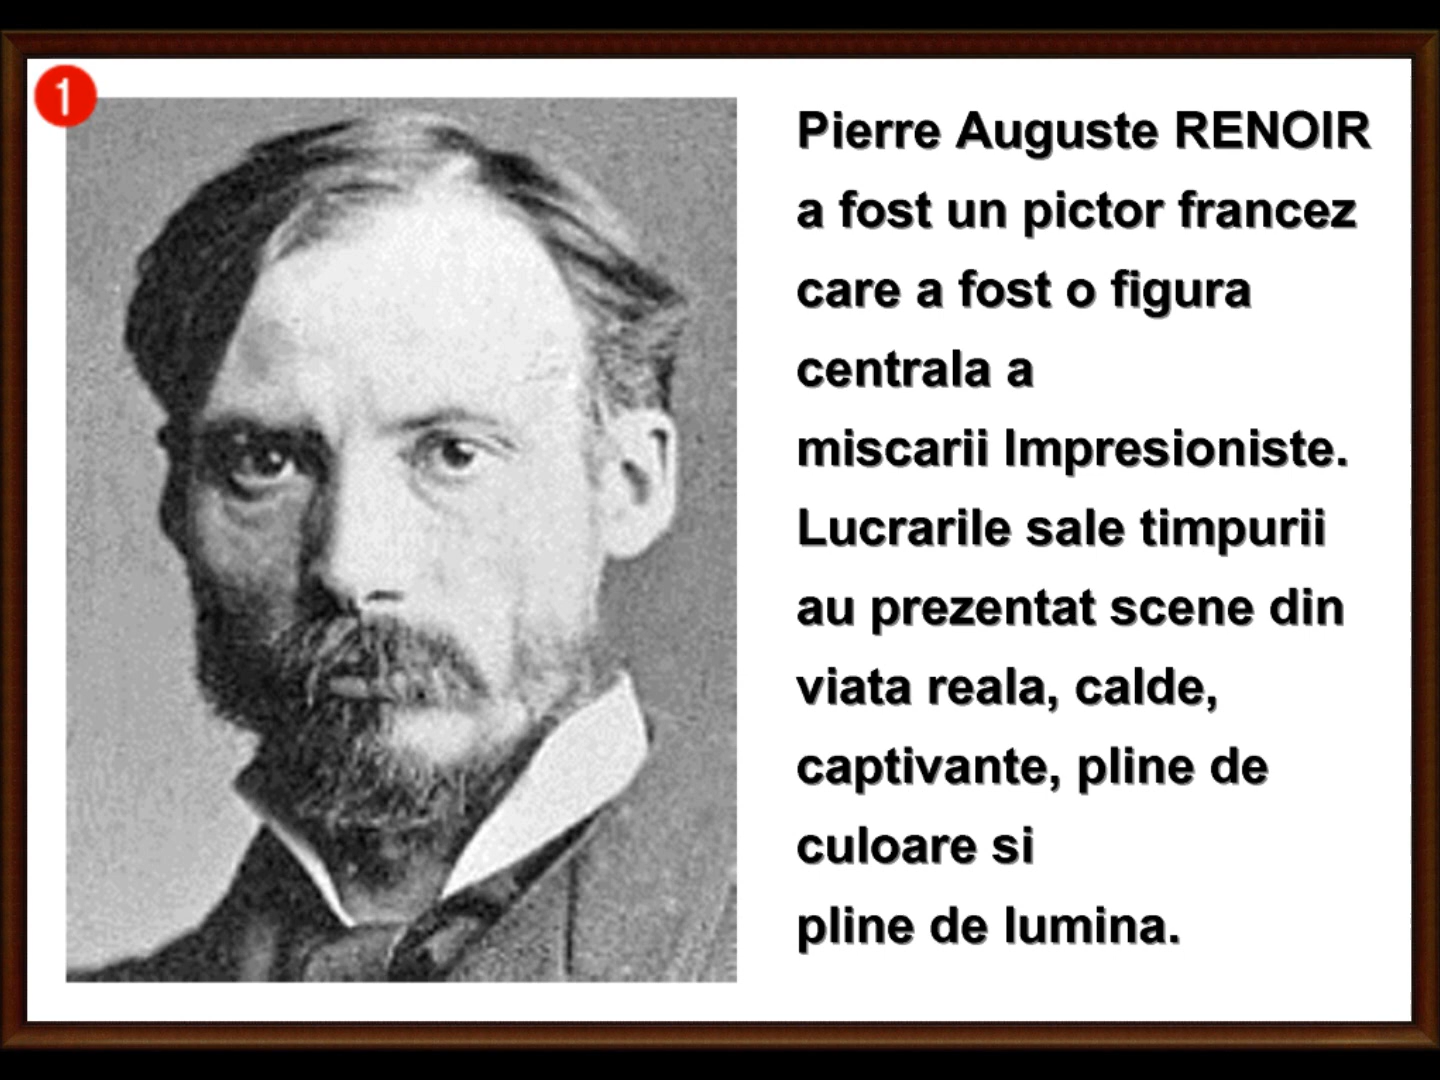 1
Pierre Auguste RENOIR
a fost un pictor francez
care a fost o figura
centrala a
miscarii Impresioniste.
Lucrarile sale timpurii
au prezentat scene din
viata reala, calde,
captivante, pline de
culoare si
pline de lumina.